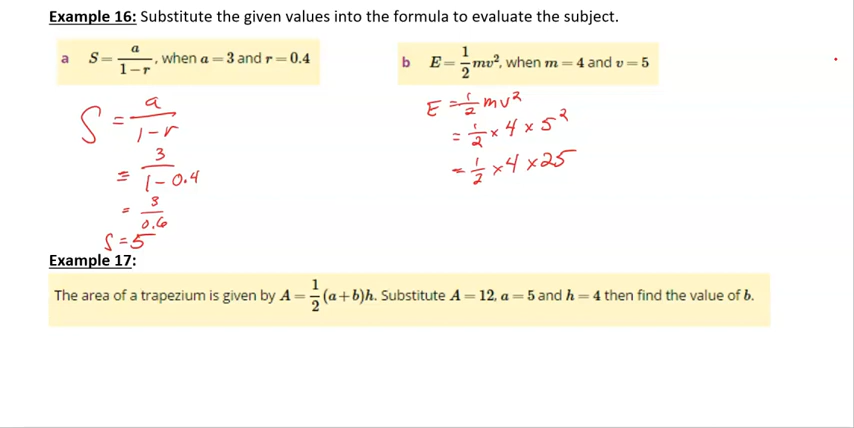 Example 16: Substitute the given values into the formula to evaluate the subject.
a S = a/(1−r), when a = 3 and r = 0.4
S = a/(1−r)
= 3/(1−0.4)
= 3/0.6
S = 5
b E = 1/2 mv², when m = 4 and v = 5
E = 1/2 mv²
= 1/2 × 4 × 5²
= 1/2 × 4 × 25
Example 17:
The area of a trapezium is given by A = 1/2 (a+b)h. Substitute A = 12, a = 5 and h = 4 then find the value of b.